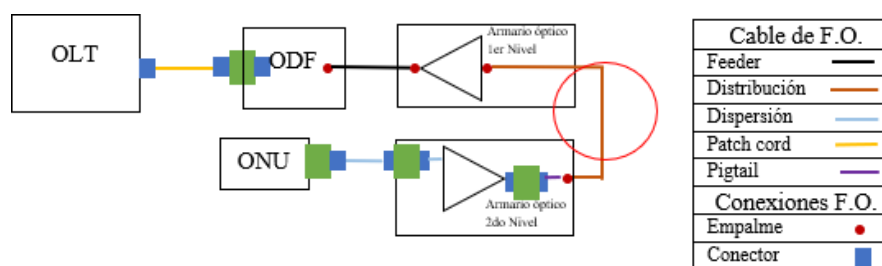 OLT
ODF
Armario óptico
1er Nivel
ONU
Armario óptico
2do Nivel
Cable de F.O.
Feeder
Distribución
Dispersión
Patch cord
Pigtail
Conexiones F.O.
Empalme
Conector